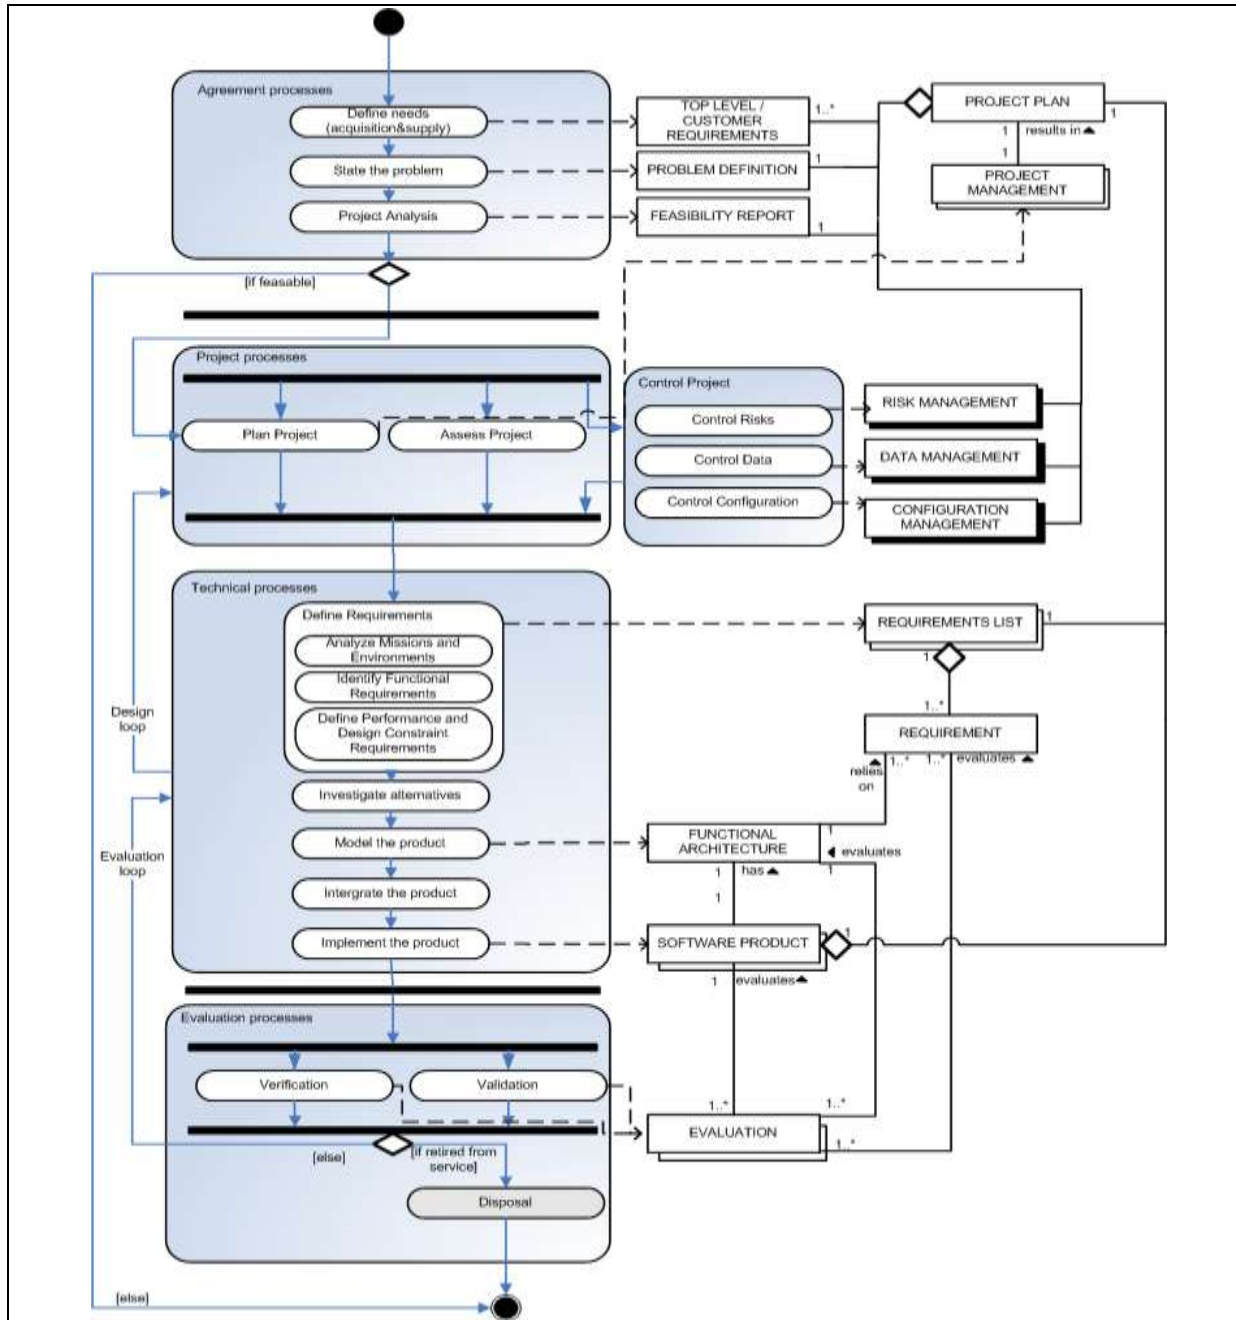 Agreement processes
Define needs
(acquisition&supply)
State the problem
Project Analysis
TOP LEVEL /
CUSTOMER
REQUIREMENTS
1..*
PROBLEM DEFINITION
1
FEASIBILITY REPORT
1
PROJECT PLAN
1
1
results in
1
PROJECT
MANAGEMENT
[if feasable]
Project processes
Plan Project
Assess Project
Control Project
Control Risks
Control Data
Control Configuration
RISK MANAGEMENT
DATA MANAGEMENT
CONFIGURATION
MANAGEMENT
Technical processes
Define Requirements
Analyze Missions and
Environments
Identify Functional
Requirements
Define Performance and
Design Constraint
Requirements
Investigate alternatives
Model the product
Intergrate the product
Implement the product
Design
loop
Evaluation
loop
REQUIREMENTS LIST
1
1
1..*
REQUIREMENT
relies
on
1..*
1..*
evaluates
FUNCTIONAL
ARCHITECTURE
1
evaluates
1
1
has
1
SOFTWARE PRODUCT
1
1
evaluates
Evaluation processes
Verification
Validation
1..*
1..*
EVALUATION
1..*
[else]
[if retired from
service]
Disposal
[else]